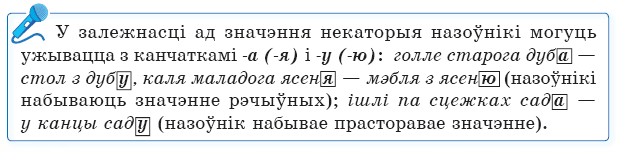 У залежнасці ад значэння некаторыя назоўнікі могуць
ужывацца з канчаткамі -а (-я) і -у (-ю): голле старога дуба —
стол з дубу, каля маладога ясеня — мэбля з ясеню (назоўнікі
набываюць значэнне рэчыўных); ішлі па сцежках сада —
у канцы саду (назоўнік набывае прасторавае значэнне).